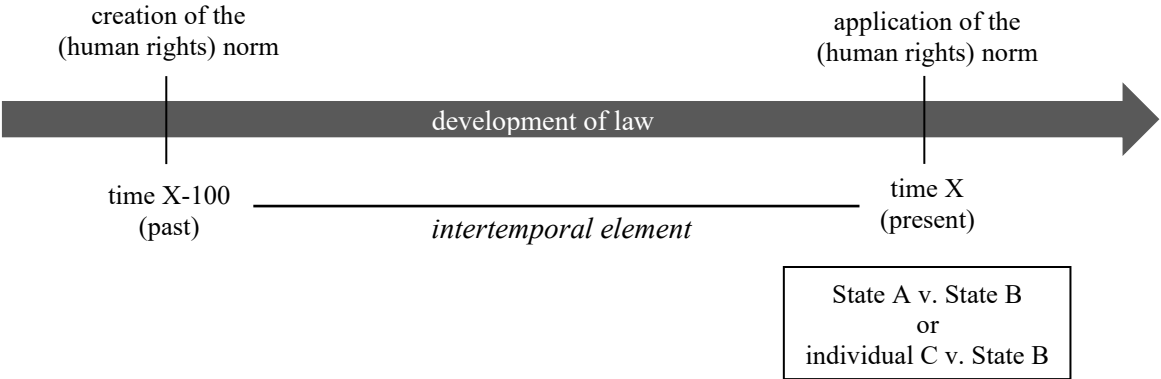 creation of the
(human rights) norm
application of the
(human rights) norm
development of law
time X-100
(past)
intertemporal element
time X
(present)
State A v. State B
or
individual C v. State B